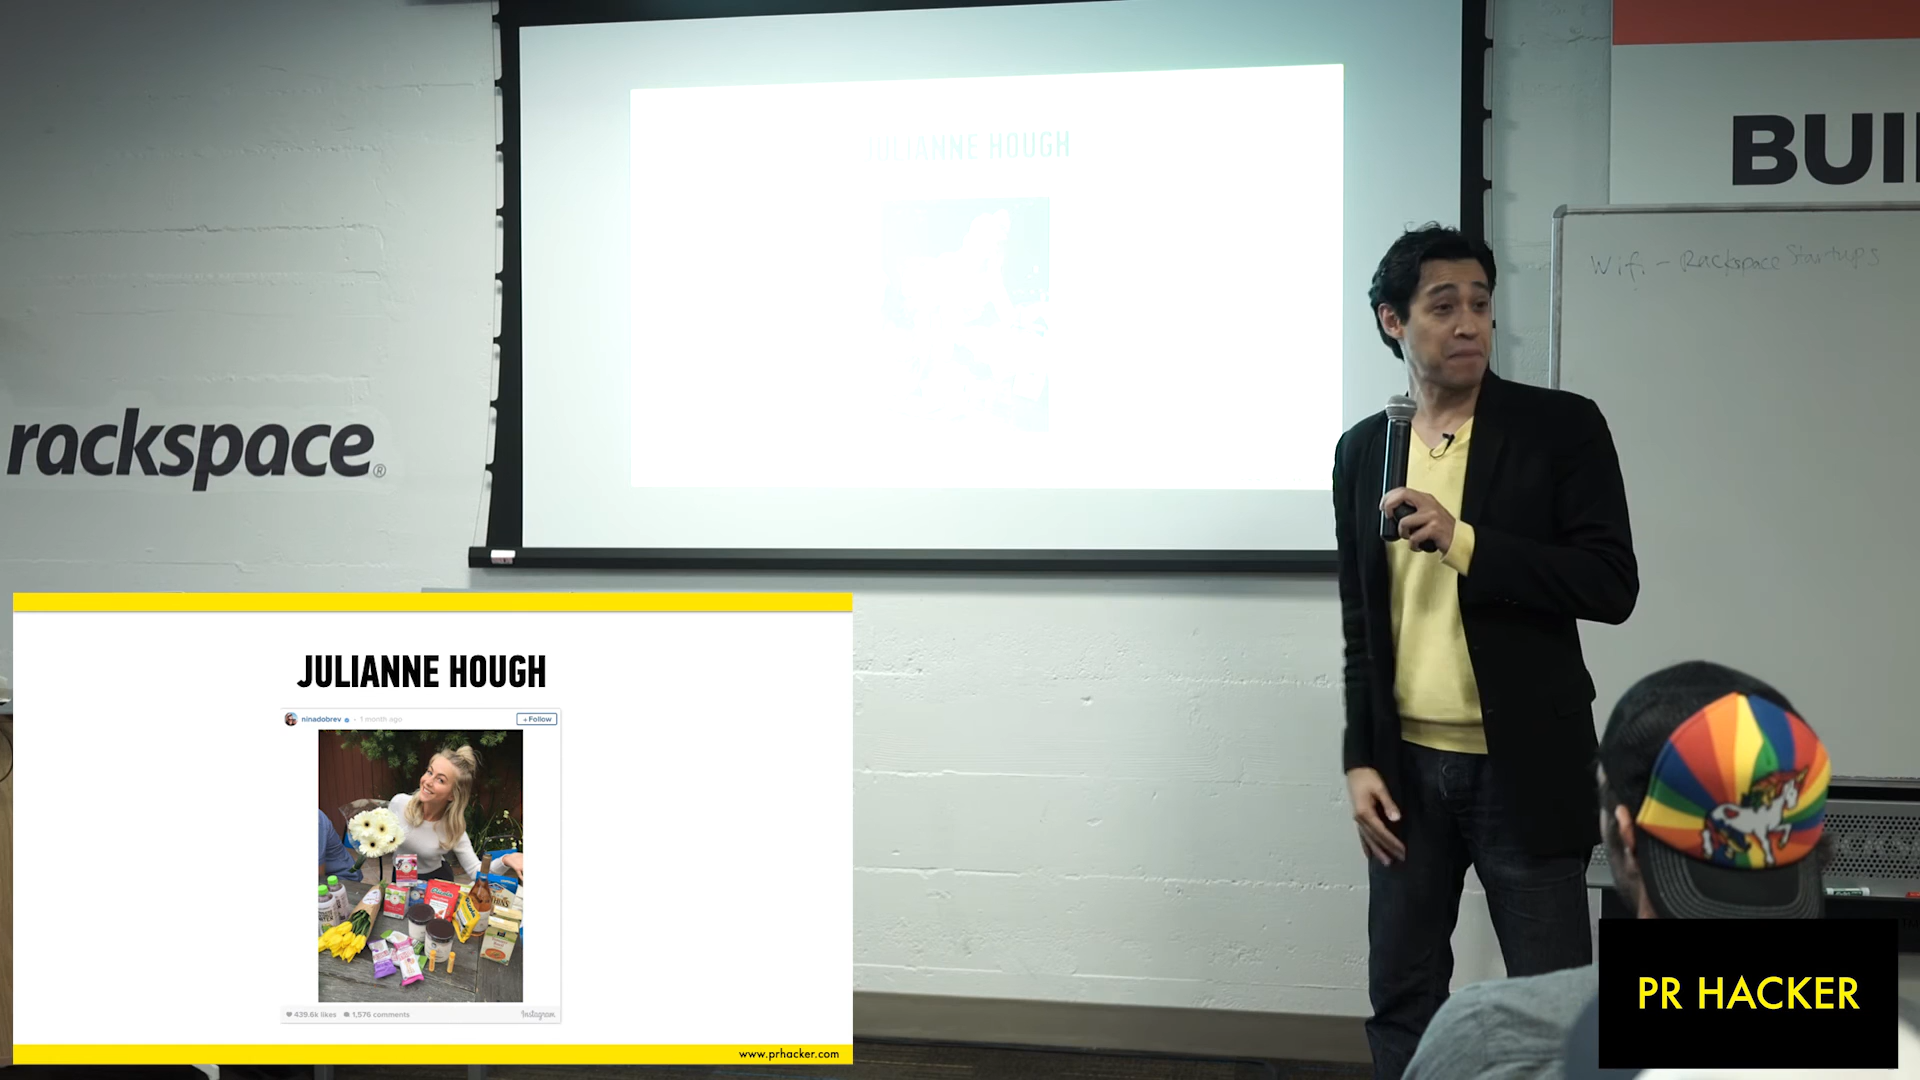 JULIANNE HOUGH
BUI
Wifi - Rackspace Startups
rackspace®
JULIANNE HOUGH
ninadobrev • 1 month ago
+ Follow
439.6k likes 1,576 comments
Instagram
www.prhacker.com
PR HACKER